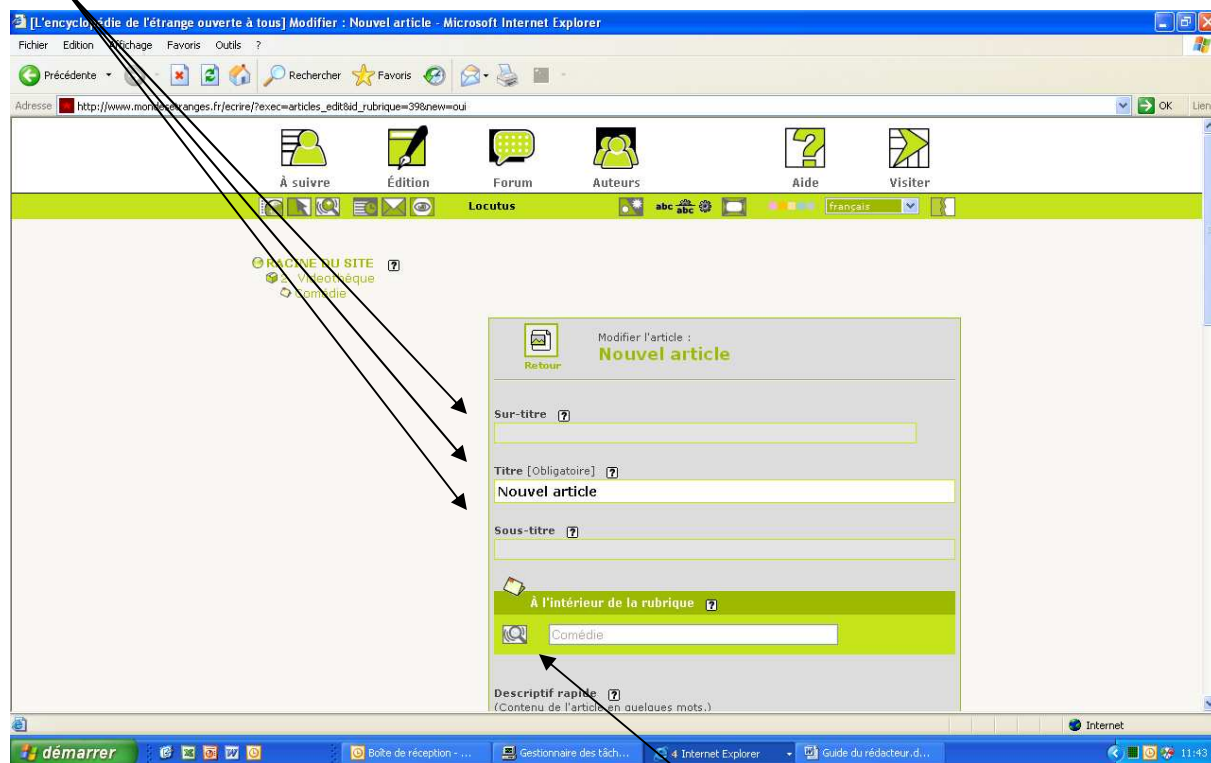 [L'encyclopédie de l'étrange ouverte à tous] Modifier : Nouvel article - Microsoft Internet Explorer
Fichier Edition Affichage Favoris Outils ?
Précédente Rechercher Favoris
Adresse http://www.mondesetranges.fr/ecrire/?exec=articles_edit&id_rubrique=39&new=oui OK Lien
À suivre Édition Forum Auteurs Aide Visiter
Locutus abc abc français
RACINE DU SITE ?
2. Vidéothèque
Comédie
Modifier l'article :
Nouvel article
Retour
Sur-titre ?
Titre [Obligatoire] ?
Nouvel article
Sous-titre ?
À l'intérieur de la rubrique ?
Comédie
Descriptif rapide ?
(Contenu de l'article en quelques mots.)
Internet
démarrer Boîte de réception - ... Gestionnaire des tâch... 4 Internet Explorer Guide du rédacteur.d... 11:43